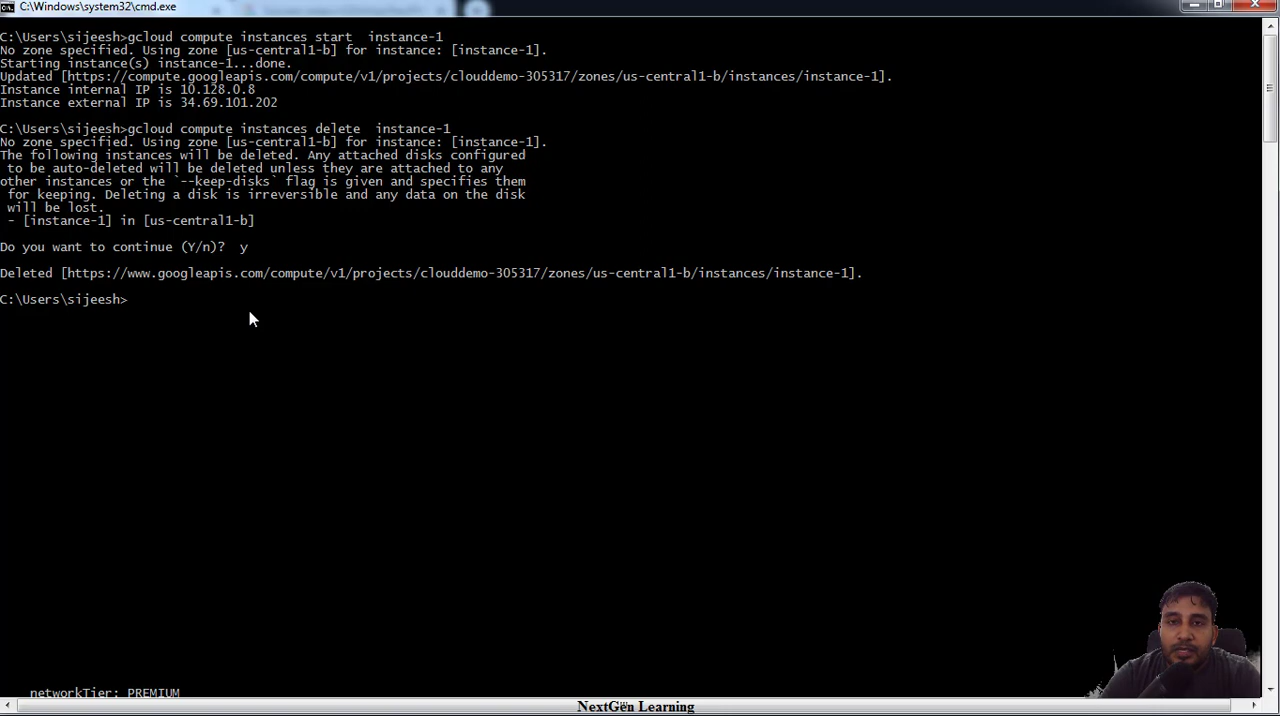 C:\Windows\system32\cmd.exe
C:\Users\sijeesh>gcloud compute instances start  instance-1
No zone specified. Using zone [us-central1-b] for instance: [instance-1].
Starting instance(s) instance-1...done.
Updated [https://compute.googleapis.com/compute/v1/projects/clouddemo-305317/zones/us-central1-b/instances/instance-1].
Instance internal IP is 10.128.0.8
Instance external IP is 34.69.101.202
C:\Users\sijeesh>gcloud compute instances delete  instance-1
No zone specified. Using zone [us-central1-b] for instance: [instance-1].
The following instances will be deleted. Any attached disks configured
 to be auto-deleted will be deleted unless they are attached to any
other instances or the `--keep-disks` flag is given and specifies them
 for keeping. Deleting a disk is irreversible and any data on the disk
 will be lost.
 - [instance-1] in [us-central1-b]
Do you want to continue (Y/n)?  y
Deleted [https://www.googleapis.com/compute/v1/projects/clouddemo-305317/zones/us-central1-b/instances/instance-1].
C:\Users\sijeesh>
networkTier: PREMIUM
NextGen Learning